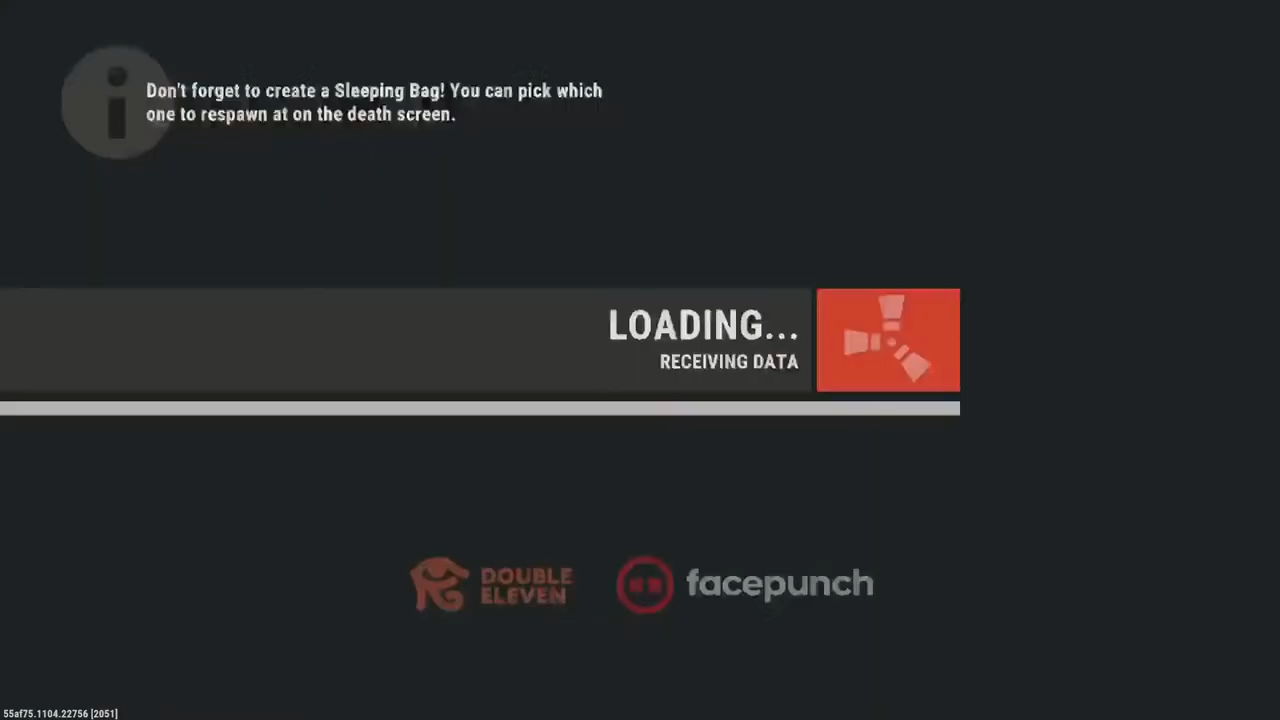 Don't forget to create a Sleeping Bag! You can pick which
one to respawn at on the death screen.
LOADING...
RECEIVING DATA
DOUBLE
ELEVEN
facepunch
55af75.1104.22756 [2051]